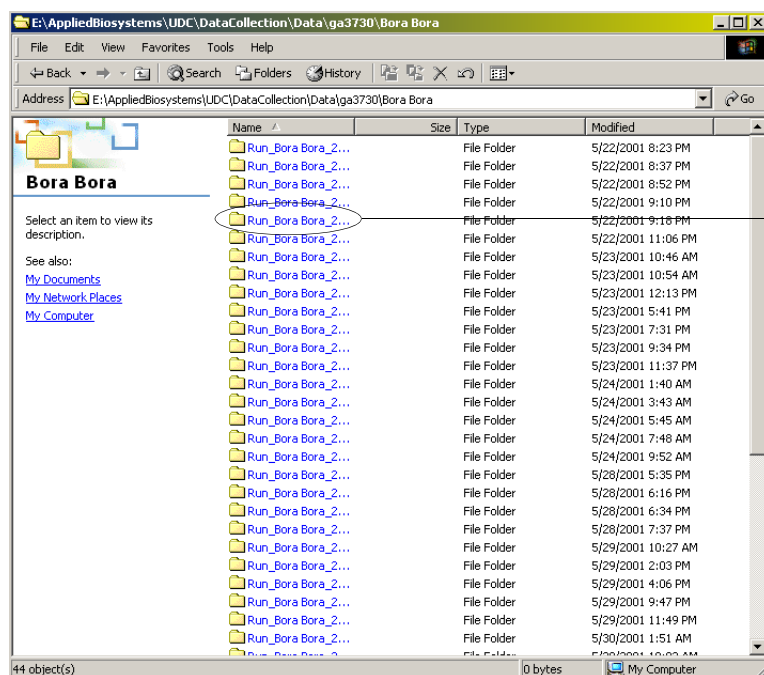 E:\AppliedBiosystems\UDC\DataCollection\Data\ga3730\Bora Bora
File Edit View Favorites Tools Help
Back Search Folders History
Address E:\AppliedBiosystems\UDC\DataCollection\Data\ga3730\Bora Bora Go
Name Size Type Modified
Bora Bora
Select an item to view its
description.
See also:
My Documents
My Network Places
My Computer
Run_Bora Bora_2... File Folder 5/22/2001 8:23 PM
Run_Bora Bora_2... File Folder 5/22/2001 8:37 PM
Run_Bora Bora_2... File Folder 5/22/2001 8:52 PM
Run_Bora Bora_2... File Folder 5/22/2001 9:10 PM
Run_Bora Bora_2... File Folder 5/22/2001 9:18 PM
Run_Bora Bora_2... File Folder 5/22/2001 11:06 PM
Run_Bora Bora_2... File Folder 5/23/2001 10:46 AM
Run_Bora Bora_2... File Folder 5/23/2001 10:54 AM
Run_Bora Bora_2... File Folder 5/23/2001 12:13 PM
Run_Bora Bora_2... File Folder 5/23/2001 5:41 PM
Run_Bora Bora_2... File Folder 5/23/2001 7:31 PM
Run_Bora Bora_2... File Folder 5/23/2001 9:34 PM
Run_Bora Bora_2... File Folder 5/23/2001 11:37 PM
Run_Bora Bora_2... File Folder 5/24/2001 1:40 AM
Run_Bora Bora_2... File Folder 5/24/2001 3:43 AM
Run_Bora Bora_2... File Folder 5/24/2001 5:45 AM
Run_Bora Bora_2... File Folder 5/24/2001 7:48 AM
Run_Bora Bora_2... File Folder 5/24/2001 9:52 AM
Run_Bora Bora_2... File Folder 5/28/2001 5:35 PM
Run_Bora Bora_2... File Folder 5/28/2001 6:16 PM
Run_Bora Bora_2... File Folder 5/28/2001 6:34 PM
Run_Bora Bora_2... File Folder 5/28/2001 7:37 PM
Run_Bora Bora_2... File Folder 5/29/2001 10:27 AM
Run_Bora Bora_2... File Folder 5/29/2001 2:03 PM
Run_Bora Bora_2... File Folder 5/29/2001 4:06 PM
Run_Bora Bora_2... File Folder 5/29/2001 9:47 PM
Run_Bora Bora_2... File Folder 5/29/2001 11:49 PM
Run_Bora Bora_2... File Folder 5/30/2001 1:51 AM
44 object(s) 0 bytes My Computer